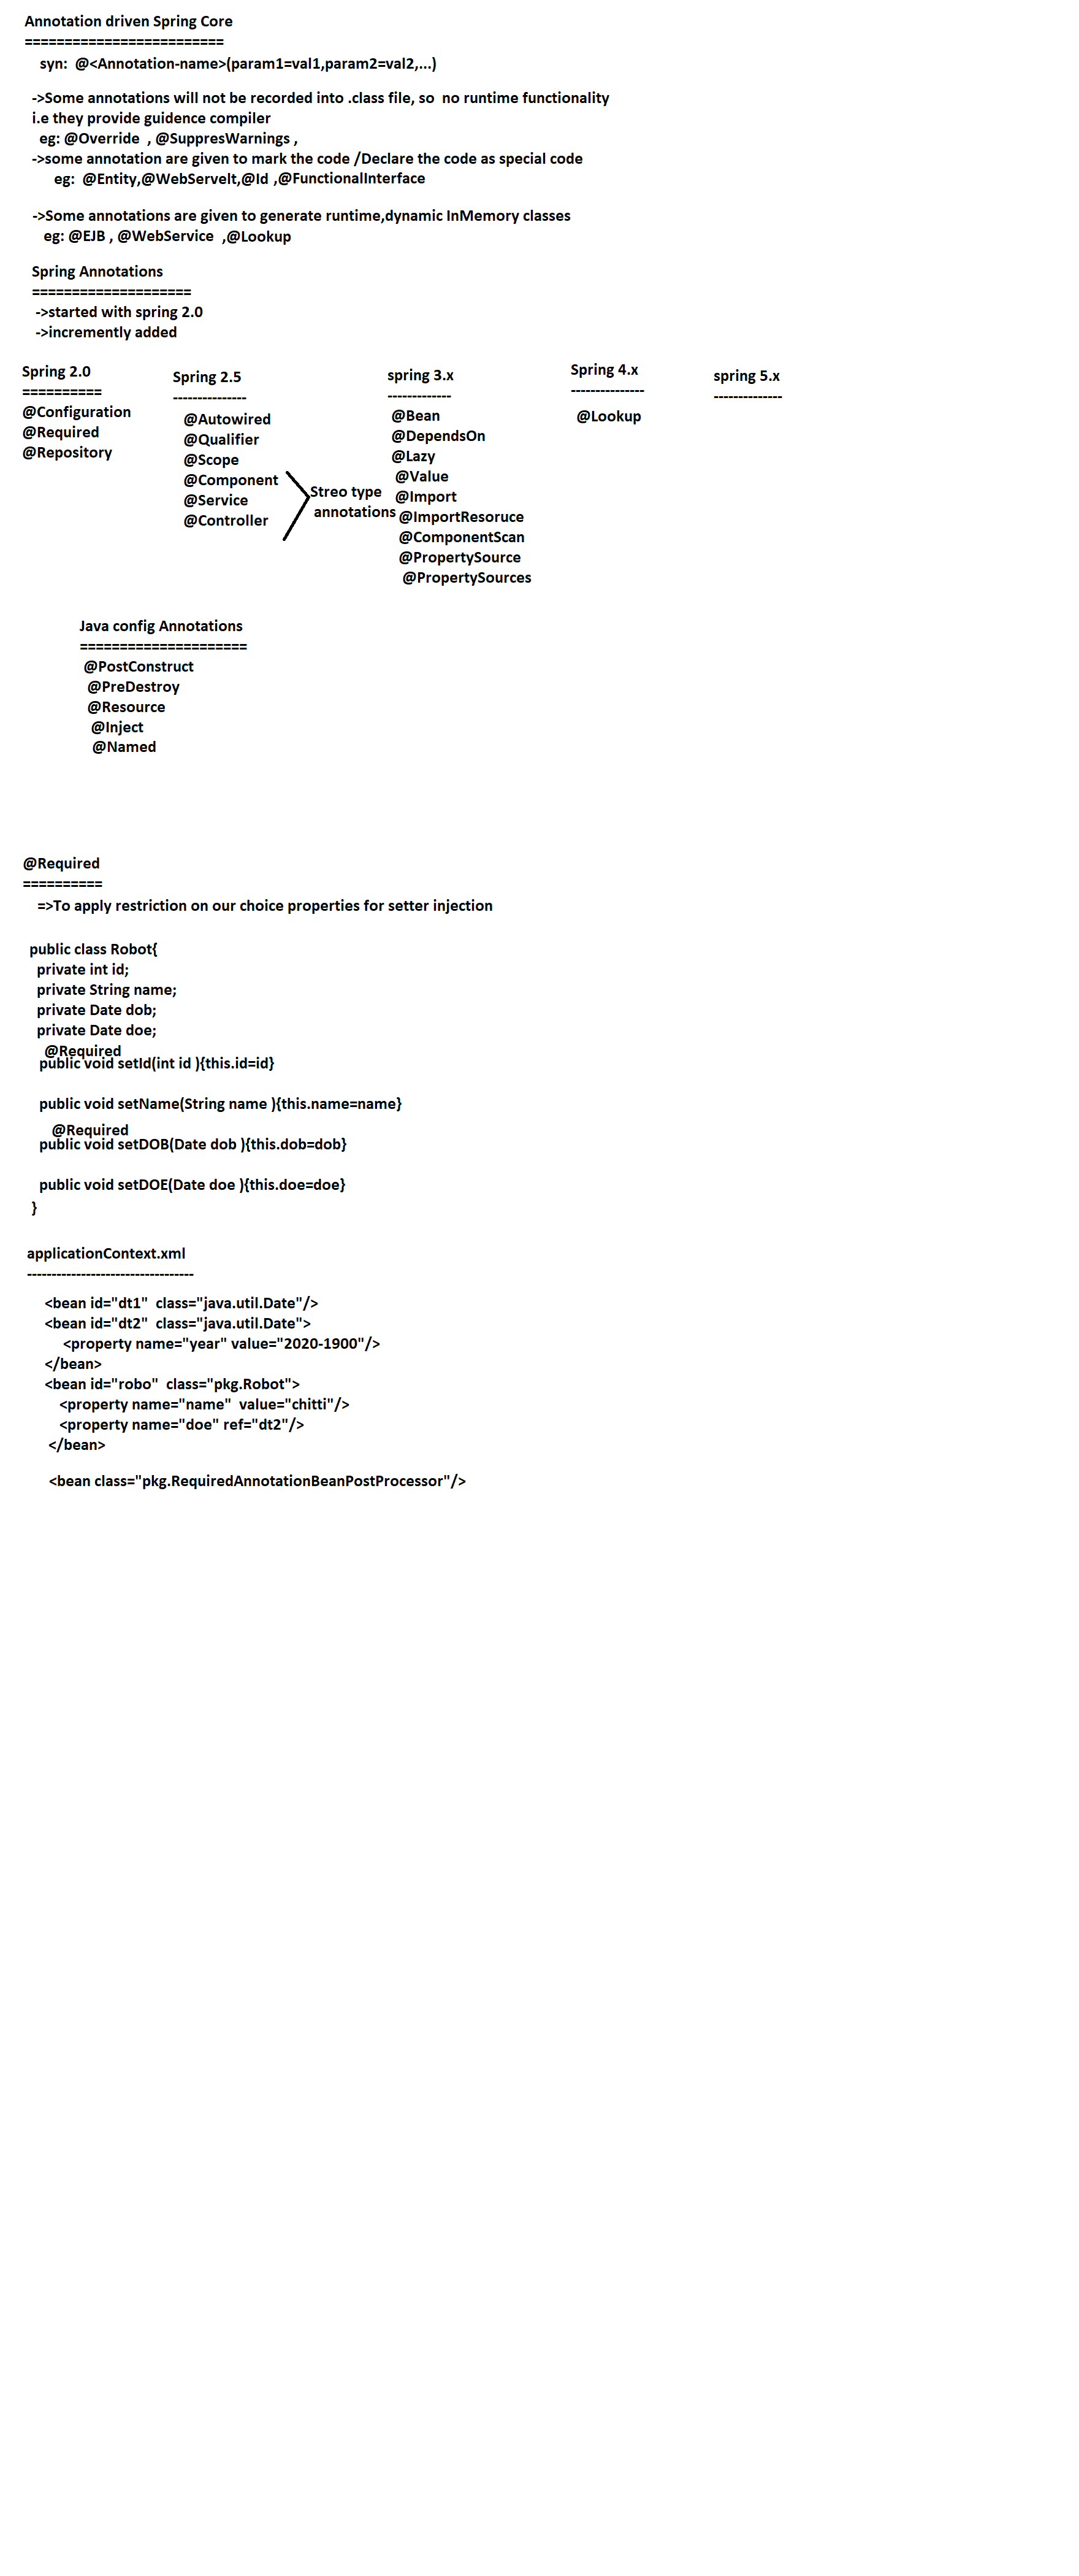 Annotation driven Spring Core
=========================
syn:  @<Annotation-name>(param1=val1,param2=val2,...)
->Some annotations will not be recorded into .class file, so  no runtime functionality
i.e they provide guidence compiler
eg: @Override  , @SuppresWarnings ,
->some annotation are given to mark the code /Declare the code as special code
eg:  @Entity,@WebServelt,@Id ,@FunctionalInterface
->Some annotations are given to generate runtime,dynamic InMemory classes
eg: @EJB , @WebService  ,@Lookup
Spring Annotations
====================
->started with spring 2.0
->incremently added
Spring 2.0
==========
@Configuration
@Required
@Repository
Spring 2.5
---------------
@Autowired
@Qualifier
@Scope
@Component
@Service
@Controller
Streo type
annotations
spring 3.x
-------------
@Bean
@DependsOn
@Lazy
@Value
@Import
@ImportResoruce
@ComponentScan
@PropertySource
@PropertySources
Spring 4.x
---------------
@Lookup
spring 5.x
--------------
Java config Annotations
=====================
@PostConstruct
@PreDestroy
@Resource
@Inject
@Named
@Required
==========
=>To apply restriction on our choice properties for setter injection
public class Robot{
private int id;
private String name;
private Date dob;
private Date doe;
@Required
public void setId(int id ){this.id=id}
public void setName(String name ){this.name=name}
@Required
public void setDOB(Date dob ){this.dob=dob}
public void setDOE(Date doe ){this.doe=doe}
}
applicationContext.xml
----------------------------------
<bean id="dt1"  class="java.util.Date"/>
<bean id="dt2"  class="java.util.Date">
<property name="year" value="2020-1900"/>
</bean>
<bean id="robo"  class="pkg.Robot">
<property name="name"  value="chitti"/>
<property name="doe" ref="dt2"/>
</bean>
<bean class="pkg.RequiredAnnotationBeanPostProcessor"/>